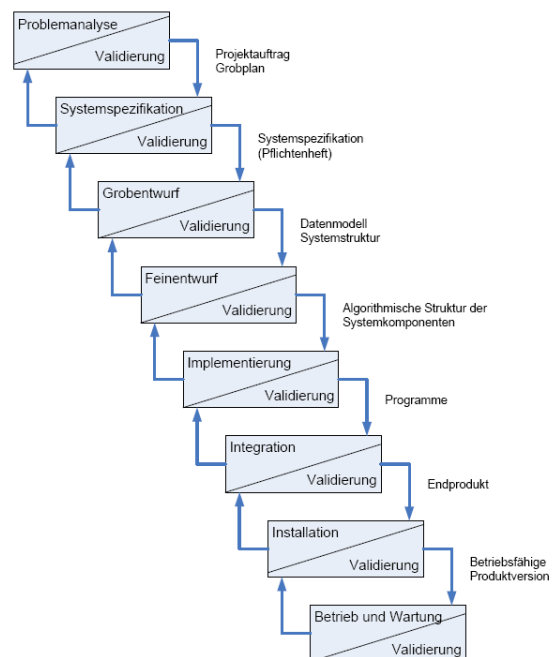 Problemanalyse
Validierung
Projektauftrag
Grobplan
Systemspezifikation
Validierung
Systemspezifikation
(Pflichtenheft)
Grobentwurf
Validierung
Datenmodell
Systemstruktur
Feinentwurf
Validierung
Algorithmische Struktur der
Systemkomponenten
Implementierung
Validierung
Programme
Integration
Validierung
Endprodukt
Installation
Validierung
Betriebsfähige
Produktversion
Betrieb und Wartung
Validierung